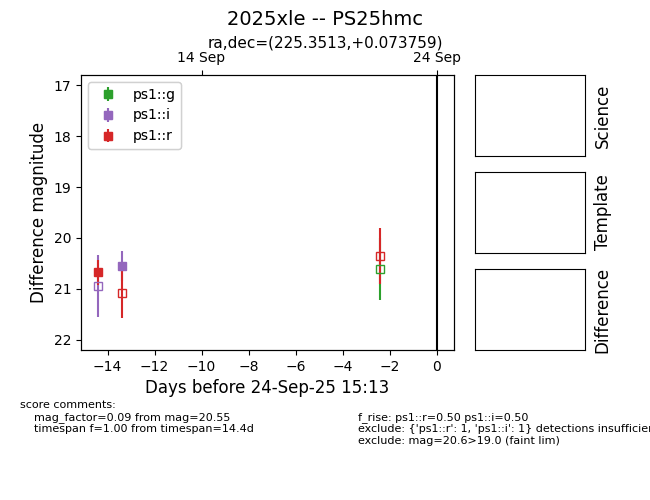 2025xle -- PS25hmc
ra,dec=(225.3513,+0.073759)
14 Sep
24 Sep
17
18
19
20
21
22
Difference magnitude
ps1::g
ps1::i
ps1::r
−14
−12
−10
−8
−6
−4
−2
0
Days before 24-Sep-25 15:13
Science
Template
Difference
score comments:
mag_factor=0.09 from mag=20.55
timespan f=1.00 from timespan=14.4d
f_rise: ps1::r=0.50 ps1::i=0.50
exclude: {'ps1::r': 1, 'ps1::i': 1} detections insufficien
exclude: mag=20.6>19.0 (faint lim)